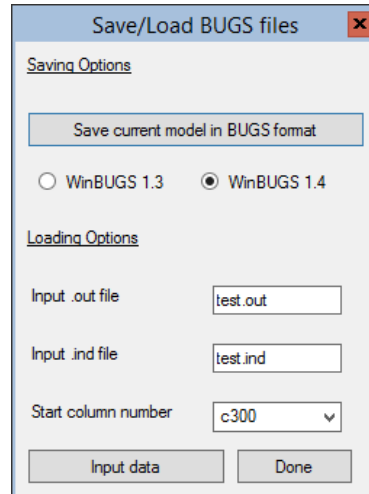 Save/Load BUGS files
Saving Options
Save current model in BUGS format
WinBUGS 1.3 WinBUGS 1.4
Loading Options
Input .out file test.out
Input .ind file test.ind
Start column number c300
Input data Done